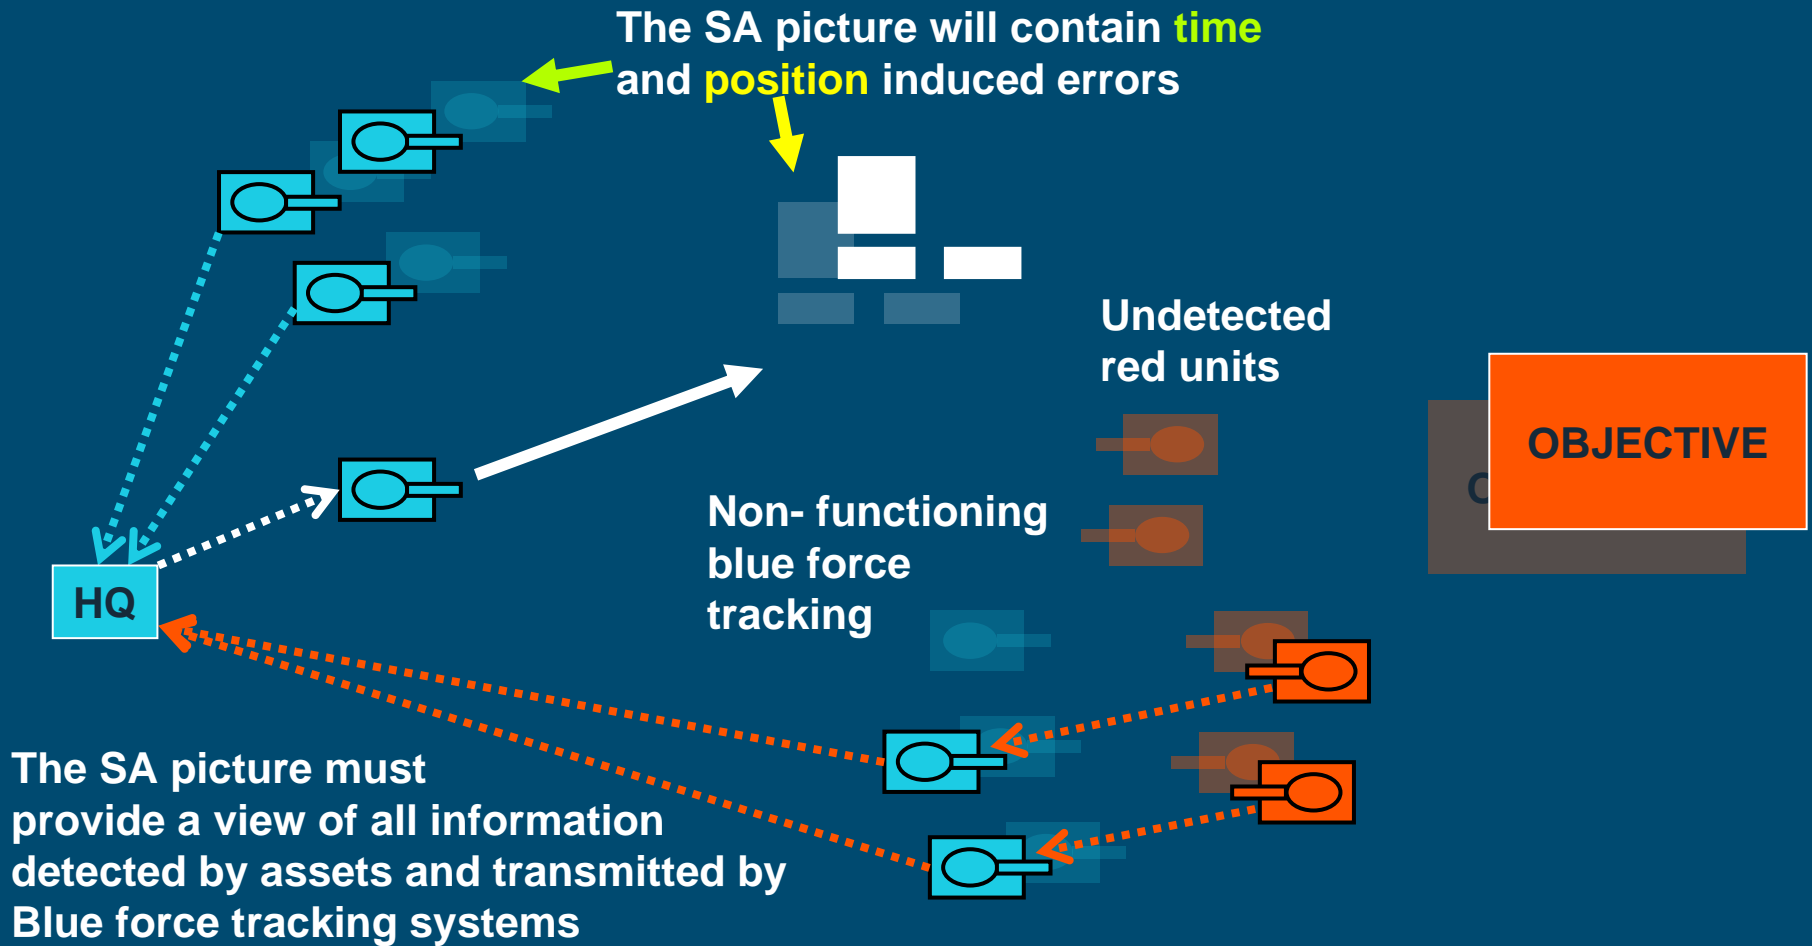 The SA picture will contain time
and position induced errors
Undetected
red units
OBJECTIVE
Non- functioning
blue force
tracking
HQ
The SA picture must
provide a view of all information
detected by assets and transmitted by
Blue force tracking systems